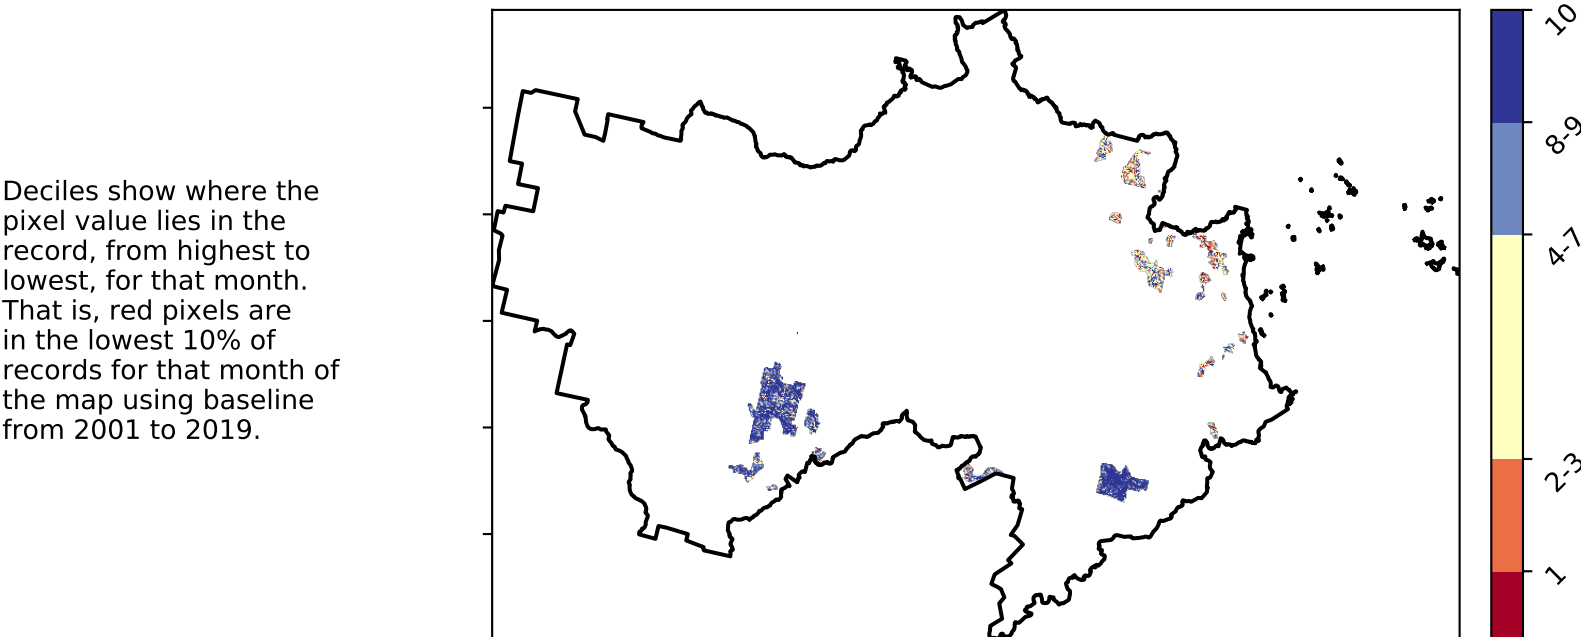 Deciles show where the
pixel value lies in the
record, from highest to
lowest, for that month.
That is, red pixels are
in the lowest 10% of
records for that month of
the map using baseline
from 2001 to 2019.
10
8-9
4-7
2-3
1